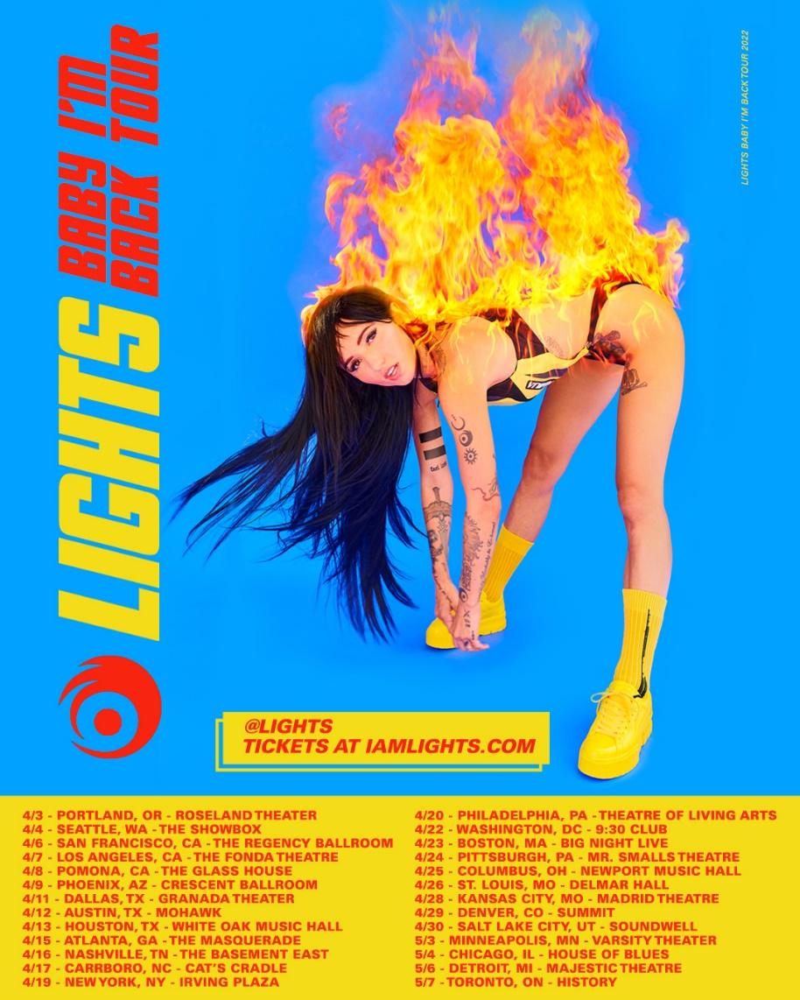 LIGHTS
BABY I'M
BACK TOUR
LIGHTS BABY I'M BACK TOUR 2022
@LIGHTS
TICKETS AT IAMLIGHTS.COM
4/3 - PORTLAND, OR - ROSELAND THEATER
4/4 - SEATTLE, WA - THE SHOWBOX
4/6 - SAN FRANCISCO, CA - THE REGENCY BALLROOM
4/7 - LOS ANGELES, CA - THE FONDA THEATRE
4/8 - POMONA, CA - THE GLASS HOUSE
4/9 - PHOENIX, AZ - CRESCENT BALLROOM
4/11 - DALLAS, TX - GRANADA THEATER
4/12 - AUSTIN, TX - MOHAWK
4/13 - HOUSTON, TX - WHITE OAK MUSIC HALL
4/15 - ATLANTA, GA - THE MASQUERADE
4/16 - NASHVILLE, TN - THE BASEMENT EAST
4/17 - CARRBORO, NC - CAT'S CRADLE
4/19 - NEW YORK, NY - IRVING PLAZA
4/20 - PHILADELPHIA, PA - THEATRE OF LIVING ARTS
4/22 - WASHINGTON, DC - 9:30 CLUB
4/23 - BOSTON, MA - BIG NIGHT LIVE
4/24 - PITTSBURGH, PA - MR. SMALLS THEATRE
4/25 - COLUMBUS, OH - NEWPORT MUSIC HALL
4/26 - ST. LOUIS, MO - DELMAR HALL
4/28 - KANSAS CITY, MO - MADRID THEATRE
4/29 - DENVER, CO - SUMMIT
4/30 - SALT LAKE CITY, UT - SOUNDWELL
5/3 - MINNEAPOLIS, MN - VARSITY THEATER
5/4 - CHICAGO, IL - HOUSE OF BLUES
5/6 - DETROIT, MI - MAJESTIC THEATRE
5/7 - TORONTO, ON - HISTORY